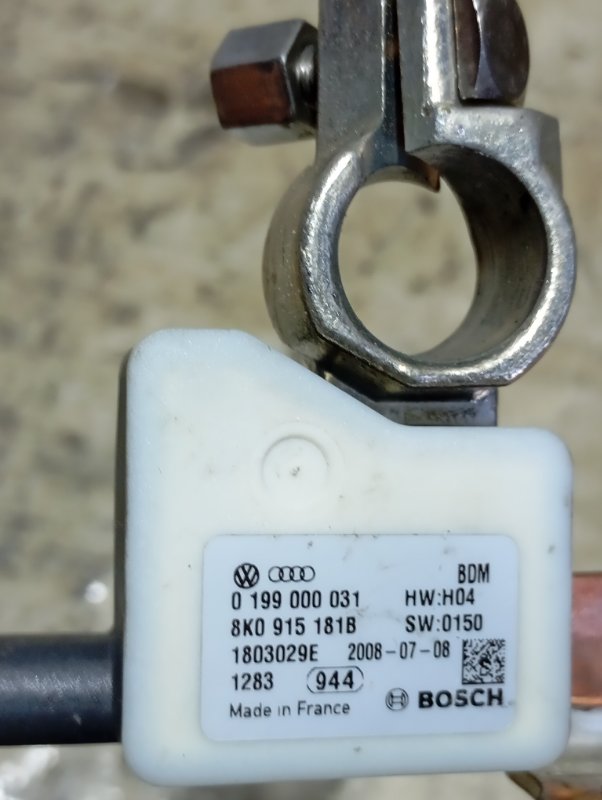 BDM
0 199 000 031 HW:H04
8K0 915 181B SW:0150
1803029E 2008-07-08
1283 944
Made in France BOSCH